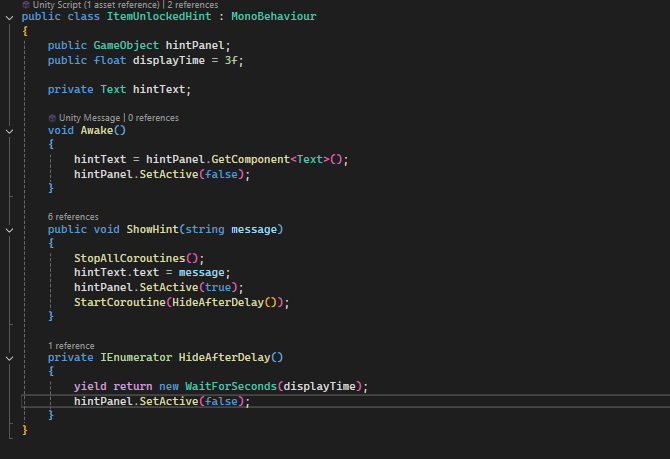 Unity Script (1 asset reference) | 2 references
public class ItemUnlockedHint : MonoBehaviour
{
public GameObject hintPanel;
public float displayTime = 3f;
private Text hintText;
Unity Message | 0 references
void Awake()
{
hintText = hintPanel.GetComponent<Text>();
hintPanel.SetActive(false);
}
6 references
public void ShowHint(string message)
{
StopAllCoroutines();
hintText.text = message;
hintPanel.SetActive(true);
StartCoroutine(HideAfterDelay());
}
1 reference
private IEnumerator HideAfterDelay()
{
yield return new WaitForSeconds(displayTime);
hintPanel.SetActive(false);
}
}